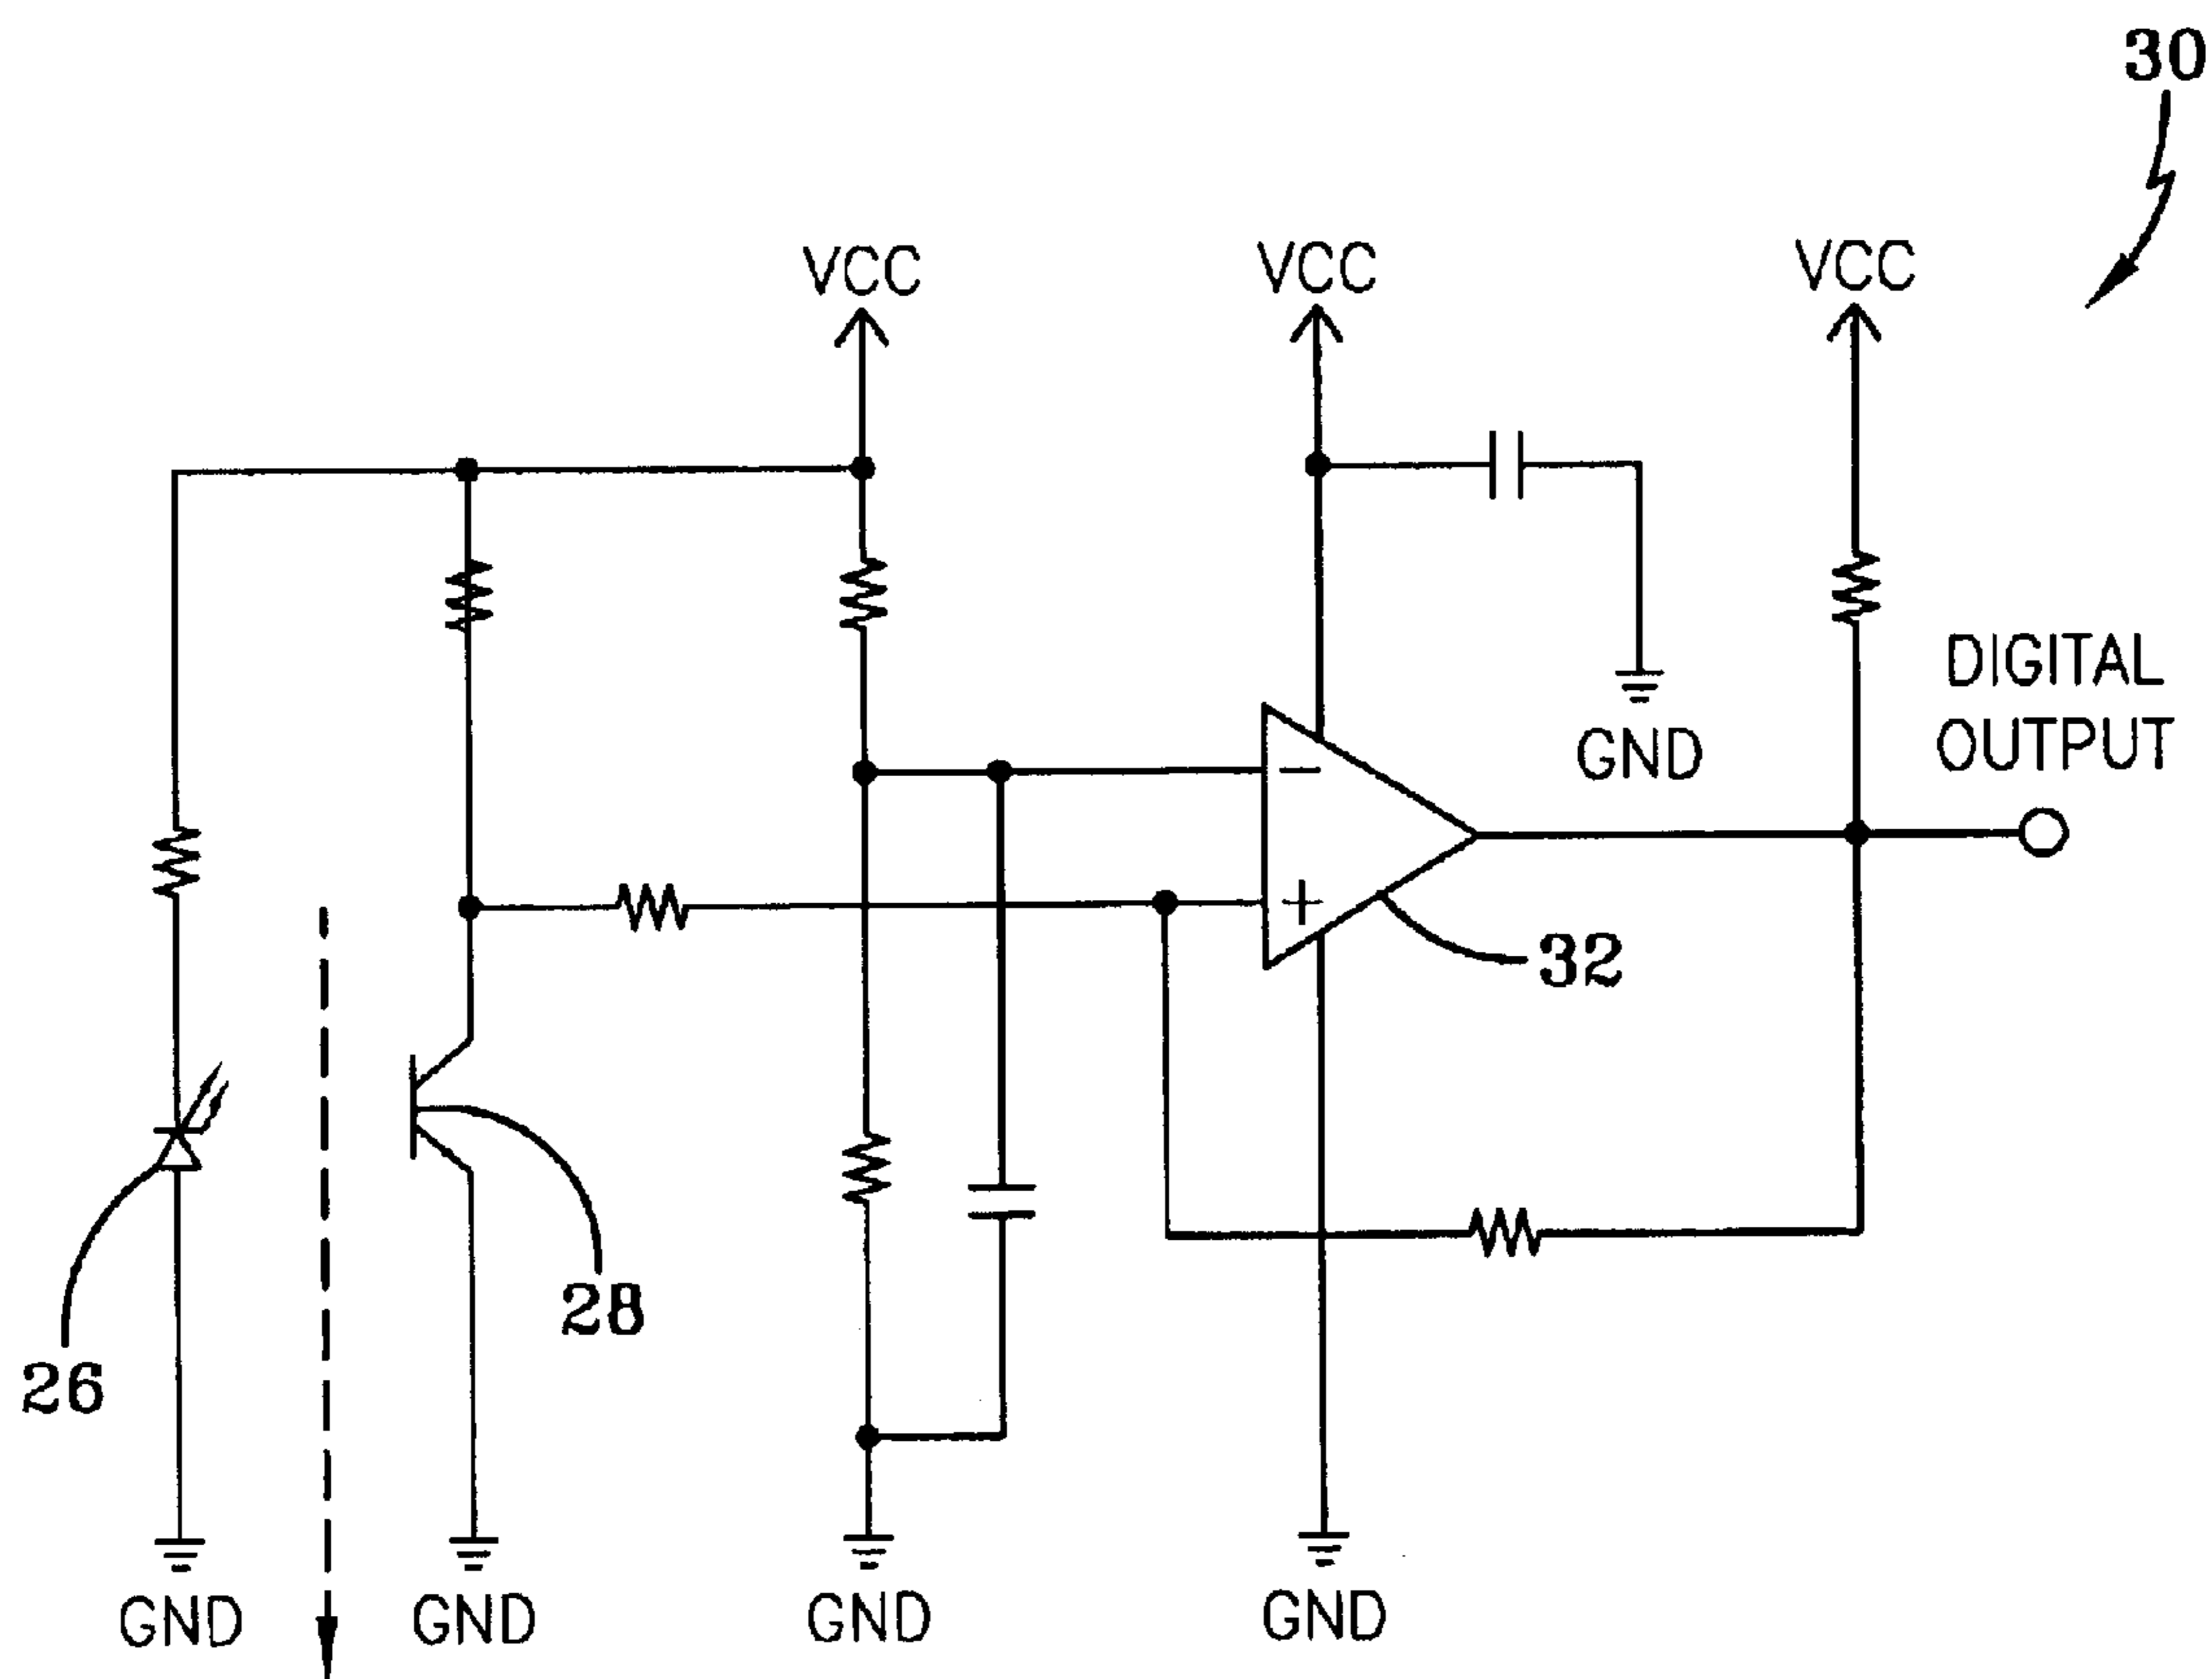 30
VCC
VCC
VCC
DIGITAL
OUTPUT
GND
−
+
32
28
26
GND
GND
GND
GND